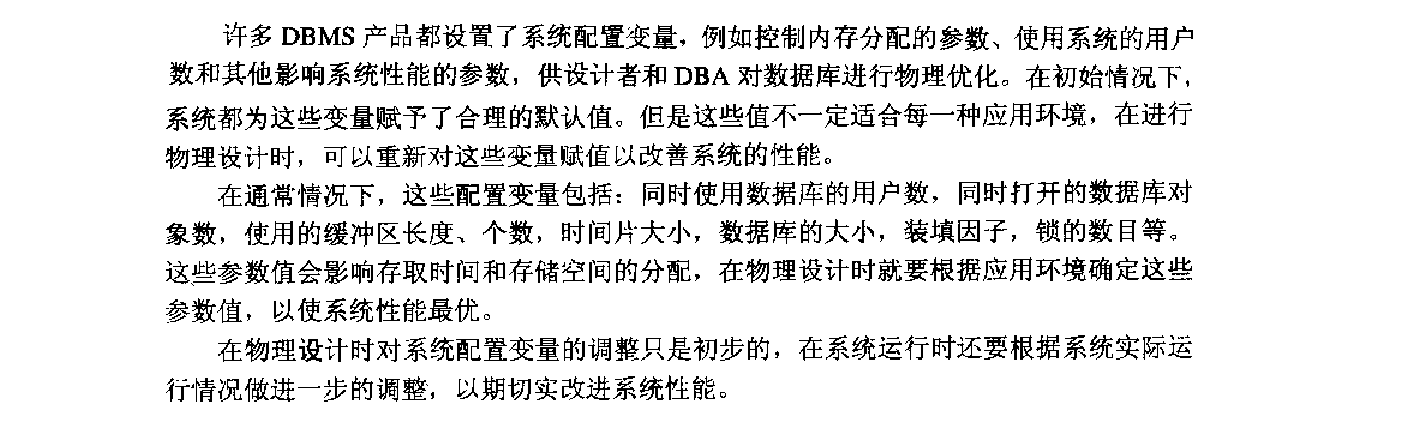 许多 DBMS 产品都设置了系统配置变量，例如控制内存分配的参数、使用系统的用户
数和其他影响系统性能的参数，供设计者和 DBA 对数据库进行物理优化。在初始情况下，
系统都为这些变量赋予了合理的默认值。但是这些值不一定适合每一种应用环境，在进行
物理设计时，可以重新对这些变量赋值以改善系统的性能。
在通常情况下，这些配置变量包括：同时使用数据库的用户数，同时打开的数据库对
象数，使用的缓冲区长度、个数，时间片大小，数据库的大小，装填因子，锁的数目等。
这些参数值会影响存取时间和存储空间的分配，在物理设计时就要根据应用环境确定这些
参数值，以使系统性能最优。
在物理设计时对系统配置变量的调整只是初步的，在系统运行时还要根据系统实际运
行情况做进一步的调整，以期切实改进系统性能。